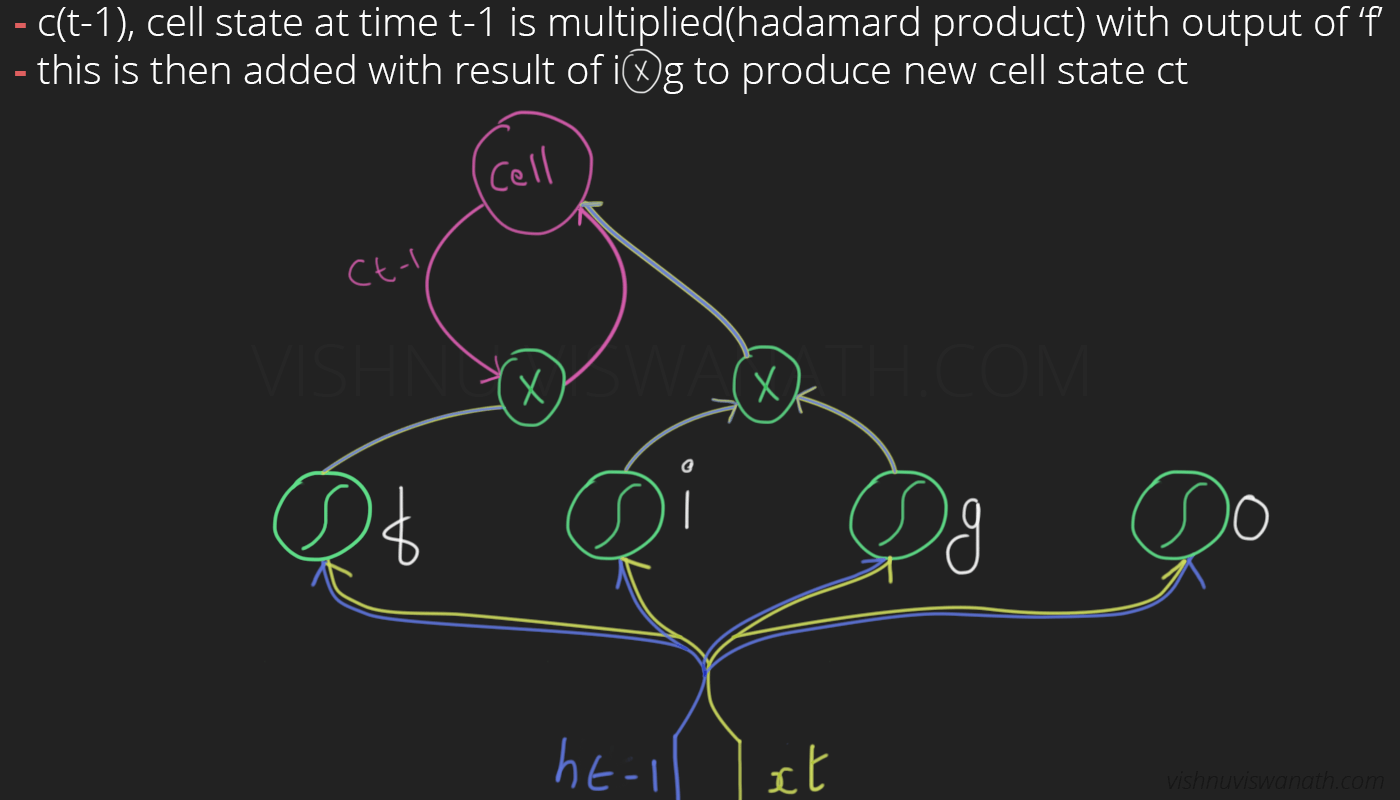 - c(t-1), cell state at time t-1 is multiplied(hadamard product) with output of ‘f’
- this is then added with result of iⓧg to produce new cell state ct
Cell
Ct-1
VISHNUVISWANATH.COM
X
X
f
i
g
o
ht-1
xt
vishnuviswanath.com